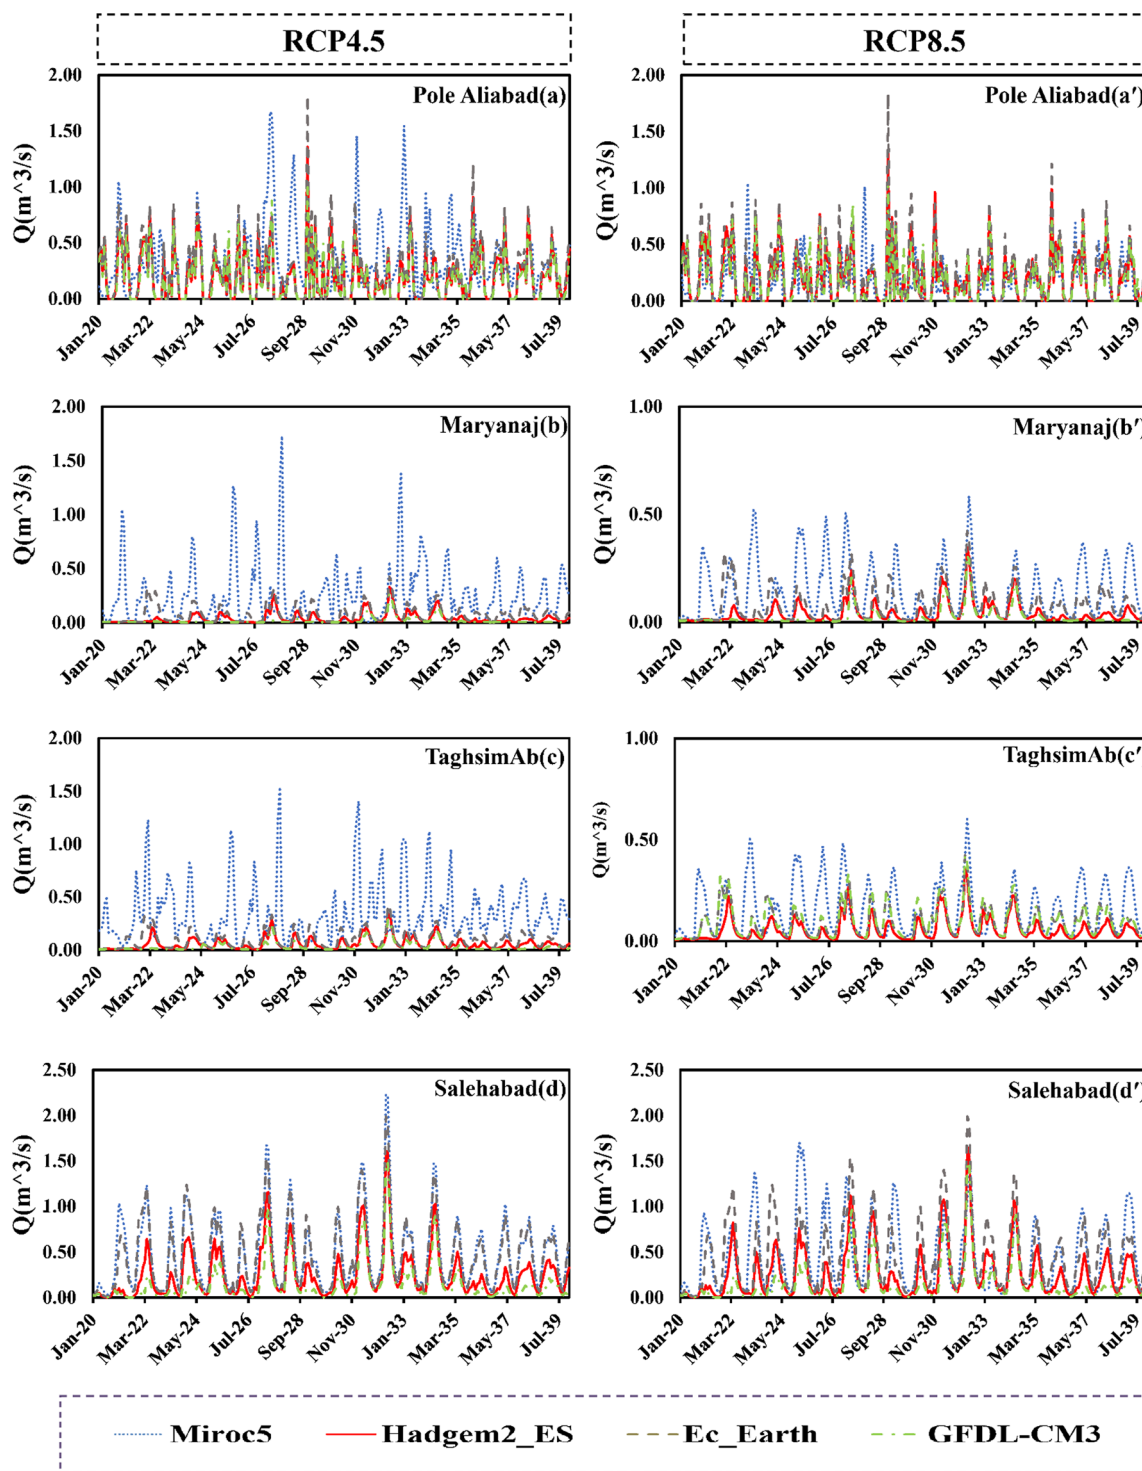 RCP4.5
RCP8.5
2.00
1.50
1.00
0.50
0.00
Q(m^3/s)
Pole Aliabad(a)
Jan-20
Mar-22
May-24
Jul-26
Sep-28
Nov-30
Jan-33
Mar-35
May-37
Jul-39
2.00
1.50
1.00
0.50
0.00
Q(m^3/s)
Pole Aliabad(a′)
Jan-20
Mar-22
May-24
Jul-26
Sep-28
Nov-30
Jan-33
Mar-35
May-37
Jul-39
2.00
1.50
1.00
0.50
0.00
Q(m^3/s)
Maryanaj(b)
Jan-20
Mar-22
May-24
Jul-26
Sep-28
Nov-30
Jan-33
Mar-35
May-37
Jul-39
1.00
0.50
0.00
Q(m^3/s)
Maryanaj(b′)
Jan-20
Mar-22
May-24
Jul-26
Sep-28
Nov-30
Jan-33
Mar-35
May-37
Jul-39
2.00
1.50
1.00
0.50
0.00
Q(m^3/s)
TaghsimAb(c)
Jan-20
Mar-22
May-24
Jul-26
Sep-28
Nov-30
Jan-33
Mar-35
May-37
Jul-39
1.00
0.50
0.00
Q(m^3/s)
TaghsimAb(c′
Jan-20
Mar-22
May-24
Jul-26
Sep-28
Nov-30
Jan-33
Mar-35
May-37
Jul-39
2.50
2.00
1.50
1.00
0.50
0.00
Q(m^3/s)
Salehabad(d)
Jan-20
Mar-22
May-24
Jul-26
Sep-28
Nov-30
Jan-33
Mar-35
May-37
Jul-39
2.50
2.00
1.50
1.00
0.50
0.00
Q(m^3/s)
Salehabad(d′)
Jan-20
Mar-22
May-24
Jul-26
Sep-28
Nov-30
Jan-33
Mar-35
May-37
Jul-39
Miroc5
Hadgem2_ES
Ec_Earth
GFDL-CM3